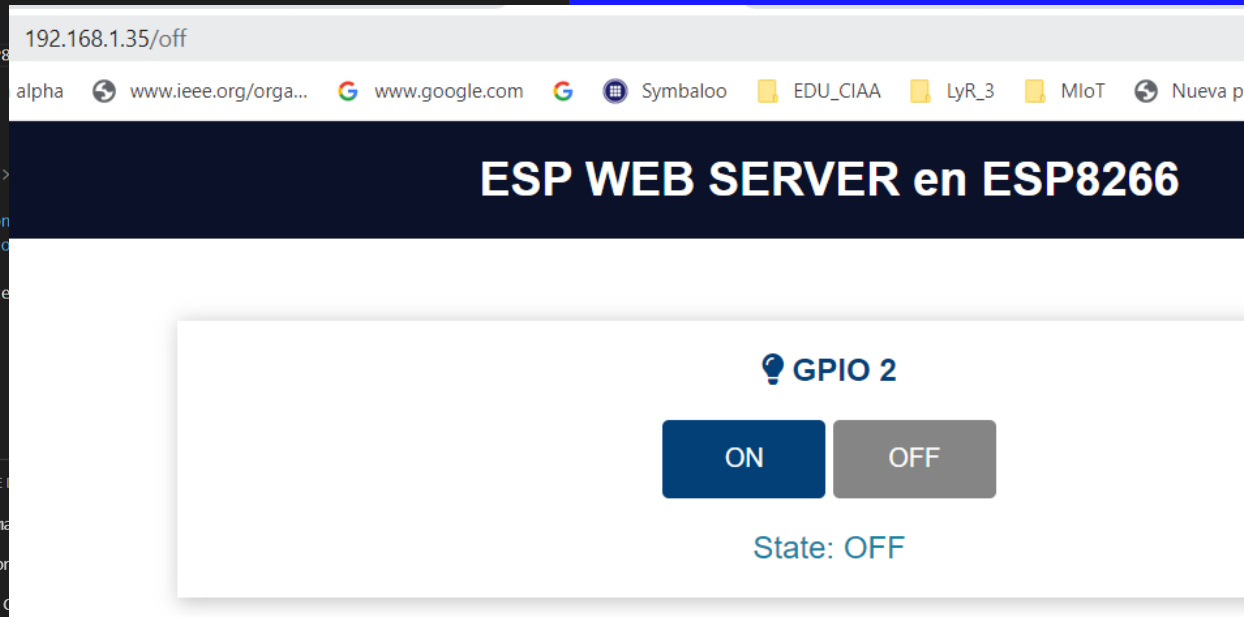 192.168.1.35/off
alpha www.ieee.org/orga... www.google.com Symbaloo EDU_CIAA LyR_3 MIoT Nueva p
ESP WEB SERVER en ESP8266
GPIO 2
ON OFF
State: OFF